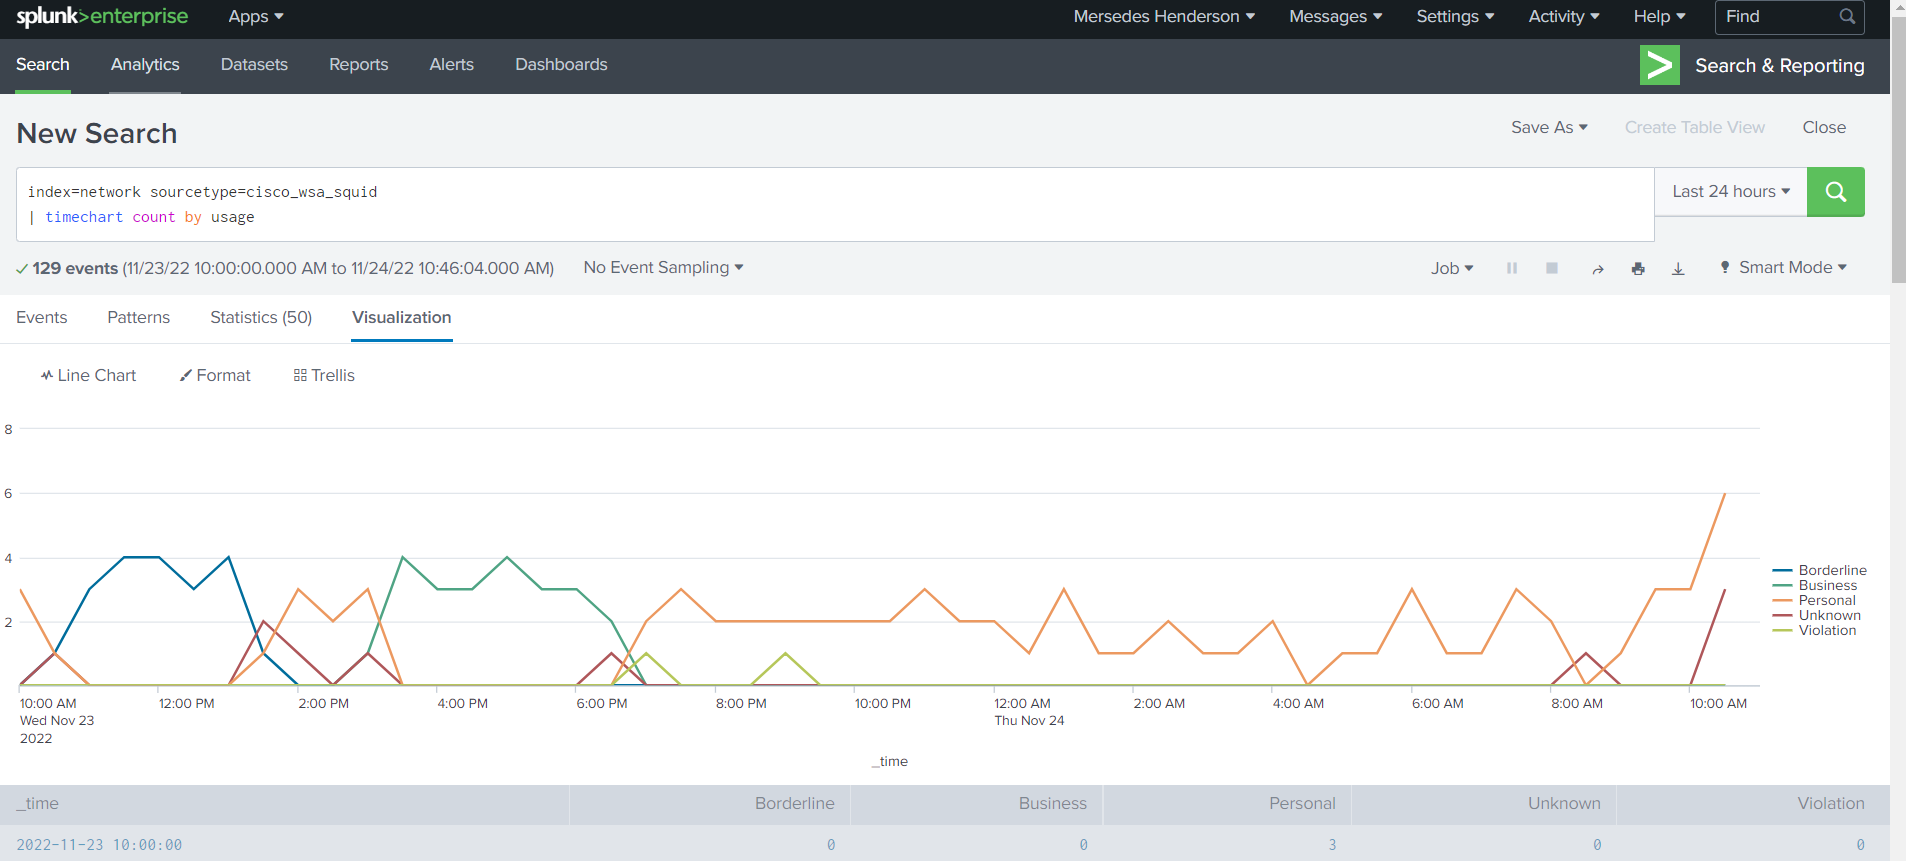 splunk>enterprise Apps Mersedes Henderson Messages Settings Activity Help Find
Search Analytics Datasets Reports Alerts Dashboards > Search & Reporting
New Search Save As Create Table View Close
index=network sourcetype=cisco_wsa_squid
| timechart count by usage
Last 24 hours
129 events (11/23/22 10:00:00.000 AM to 11/24/22 10:46:04.000 AM) No Event Sampling Job Smart Mode
Events Patterns Statistics (50) Visualization
Line Chart Format Trellis
8
6
4
2
Borderline
Business
Personal
Unknown
Violation
10:00 AM 12:00 PM 2:00 PM 4:00 PM 6:00 PM 8:00 PM 10:00 PM 12:00 AM 2:00 AM 4:00 AM 6:00 AM 8:00 AM 10:00 AM
Wed Nov 23 Thu Nov 24
2022
_time
_time Borderline Business Personal Unknown Violation
2022-11-23 10:00:00 0 0 3 0 0